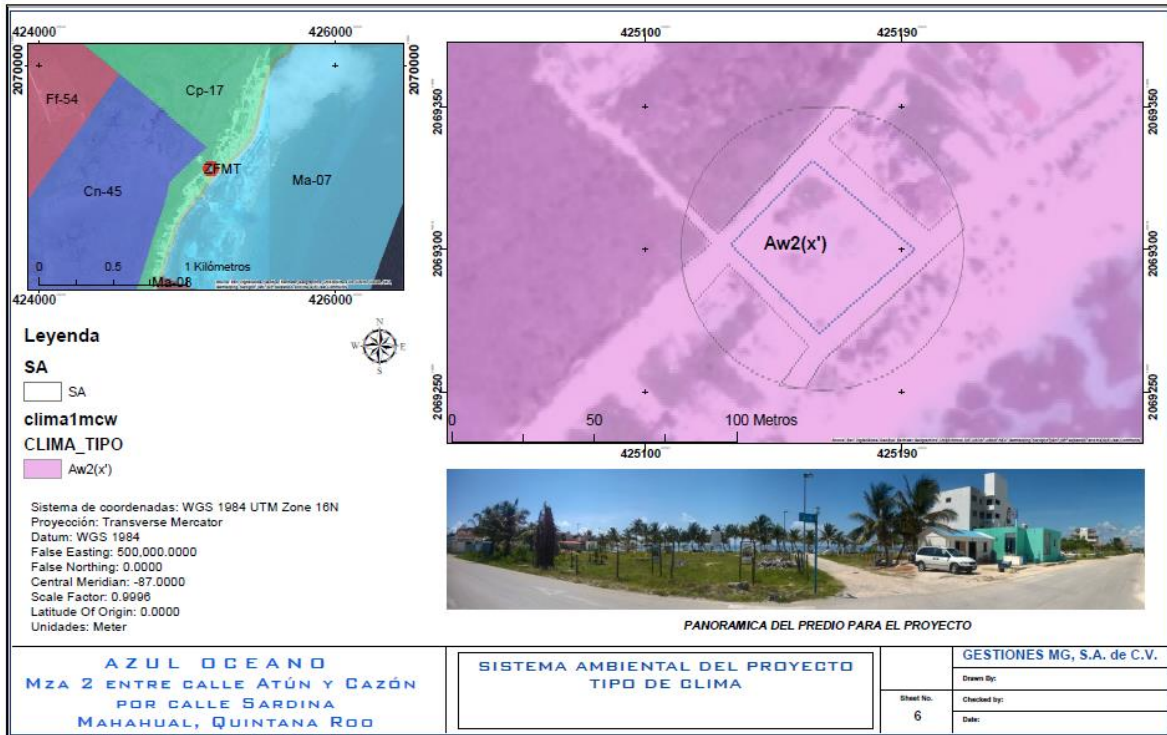 424000
426000
2070000
2070000
Ff-54
Cp-17
ZFMT
Cn-45
Ma-07
0
0.5
1 Kilómetros
Ma-08
424000
426000
425100
425190
2069350
2069350
Aw2(x')
2069300
2069300
2069250
2069250
0
50
100 Metros
425100
425190
Leyenda
N
W
E
S
SA
SA
clima1mcw
CLIMA_TIPO
Aw2(x')
Sistema de coordenadas: WGS 1984 UTM Zone 16N
Proyección: Transverse Mercator
Datum: WGS 1984
False Easting: 500,000.0000
False Northing: 0.0000
Central Meridian: -87.0000
Scale Factor: 0.9996
Latitude Of Origin: 0.0000
Unidades: Meter
PANORAMICA DEL PREDIO PARA EL PROYECTO
AZUL OCEANO
MZA 2 ENTRE CALLE ATÚN Y CAZÓN
POR CALLE SARDINA
MAHAHUAL, QUINTANA ROO
SISTEMA AMBIENTAL DEL PROYECTO
TIPO DE CLIMA
Sheet No.
6
GESTIONES MG, S.A. de C.V.
Drawn By:
Checked by:
Date: